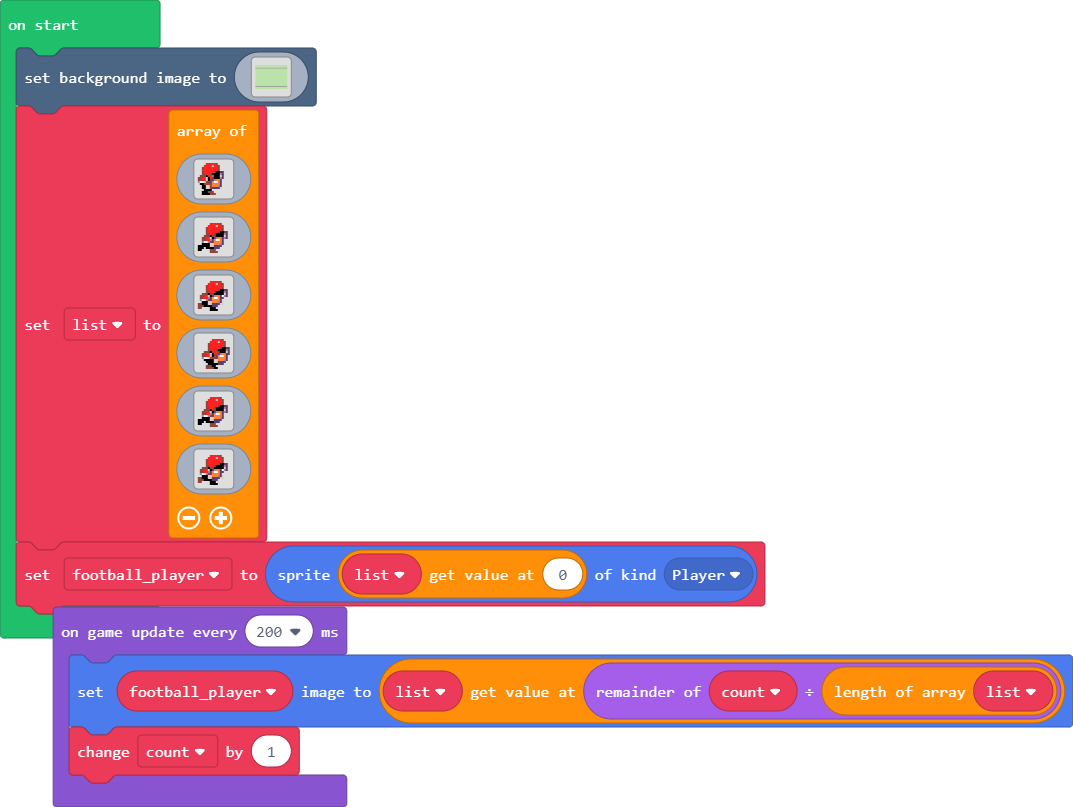 on start
set background image to
array of
set list to
set football_player to sprite list get value at 0 of kind Player
on game update every 200 ms
set football_player image to list get value at remainder of count ÷ length of array list
change count by 1